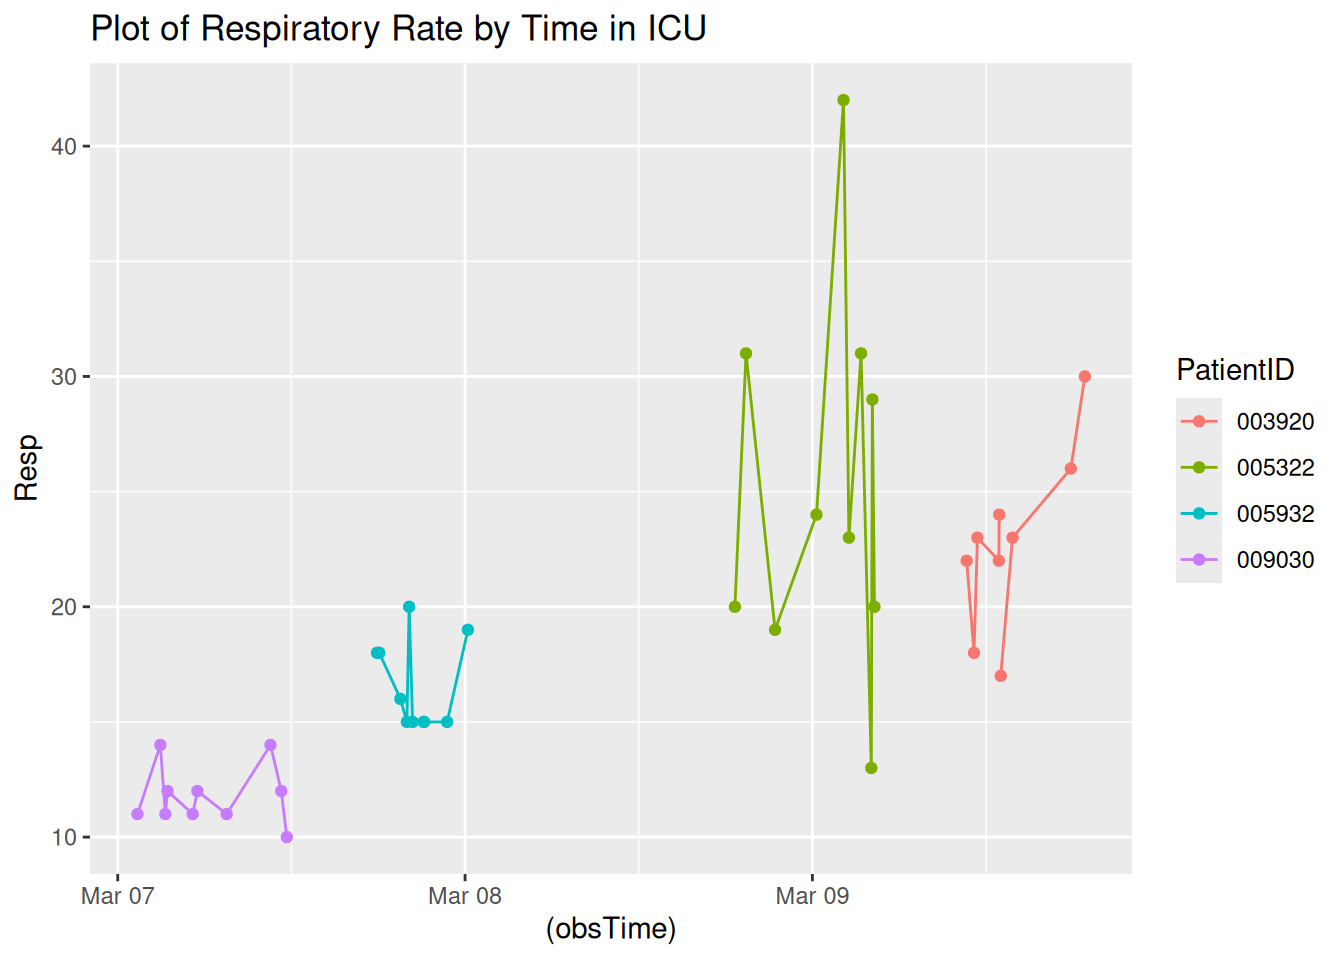 Plot of Respiratory Rate by Time in ICU
Resp
40
30
20
10
Mar 07
Mar 08
Mar 09
(obsTime)
PatientID
003920
005322
005932
009030